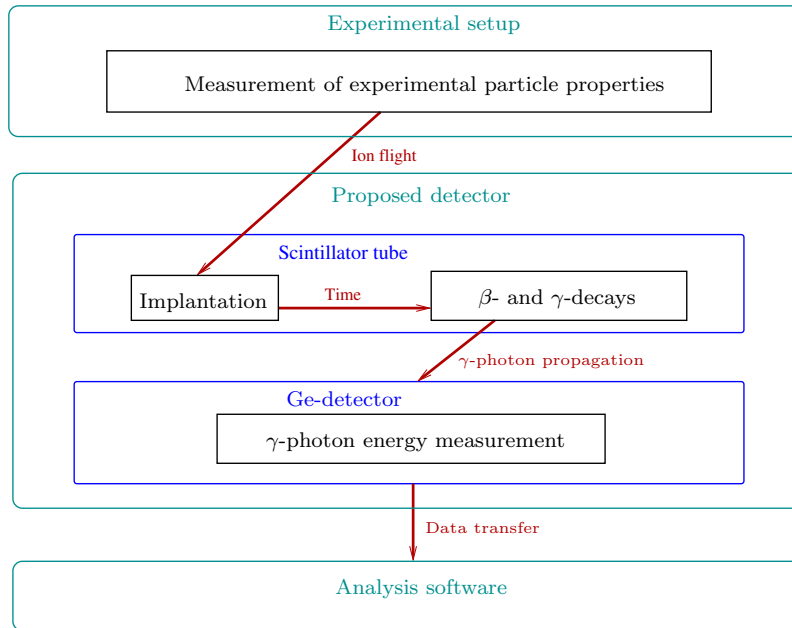 Experimental setup
Measurement of experimental particle properties
Ion flight
Proposed detector
Scintillator tube
Implantation
Time
β- and γ-decays
γ-photon propagation
Ge-detector
γ-photon energy measurement
Data transfer
Analysis software